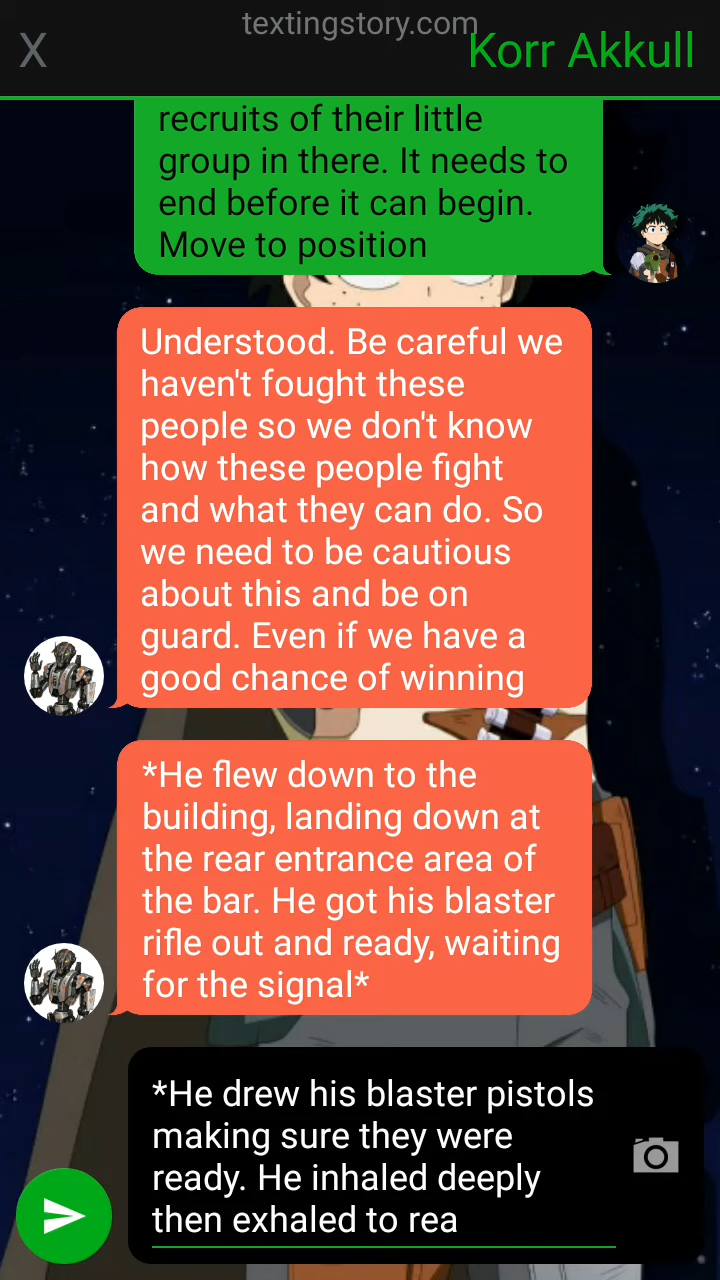 textingstory.com
X
Korr Akkull
recruits of their little
group in there. It needs to
end before it can begin.
Move to position
Understood. Be careful we
haven't fought these
people so we don't know
how these people fight
and what they can do. So
we need to be cautious
about this and be on
guard. Even if we have a
good chance of winning
*He flew down to the
building, landing down at
the rear entrance area of
the bar. He got his blaster
rifle out and ready, waiting
for the signal*
*He drew his blaster pistols
making sure they were
ready. He inhaled deeply
then exhaled to rea